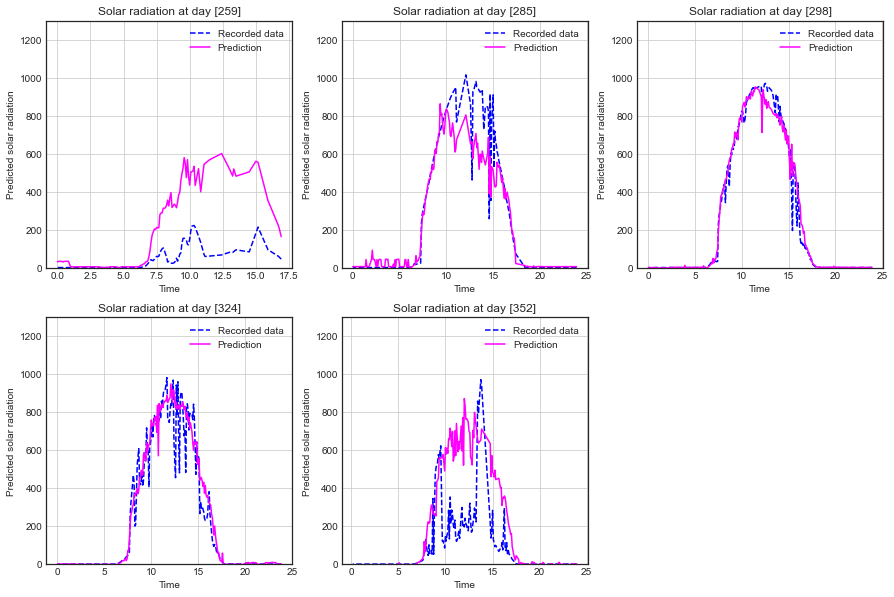 Solar radiation at day [259]
Recorded data
Prediction
Predicted solar radiation
1200
1000
800
600
400
200
0
0.0 2.5 5.0 7.5 10.0 12.5 15.0 17.5
Time
Solar radiation at day [285]
Recorded data
Prediction
Predicted solar radiation
1200
1000
800
600
400
200
0
0 5 10 15 20 25
Time
Solar radiation at day [298]
Recorded data
Prediction
Predicted solar radiation
1200
1000
800
600
400
200
0
0 5 10 15 20 25
Time
Solar radiation at day [324]
Recorded data
Prediction
Predicted solar radiation
1200
1000
800
600
400
200
0
0 5 10 15 20 25
Time
Solar radiation at day [352]
Recorded data
Prediction
Predicted solar radiation
1200
1000
800
600
400
200
0
0 5 10 15 20 25
Time